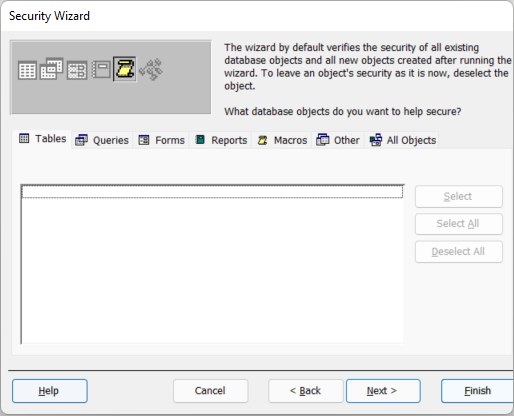 Security Wizard
The wizard by default verifies the security of all existing
database objects and all new objects created after running the
wizard. To leave an object's security as it is now, deselect the
object.
What database objects do you want to help secure?
Tables Queries Forms Reports Macros Other All Objects
Select
Select All
Deselect All
Help Cancel < Back Next > Finish